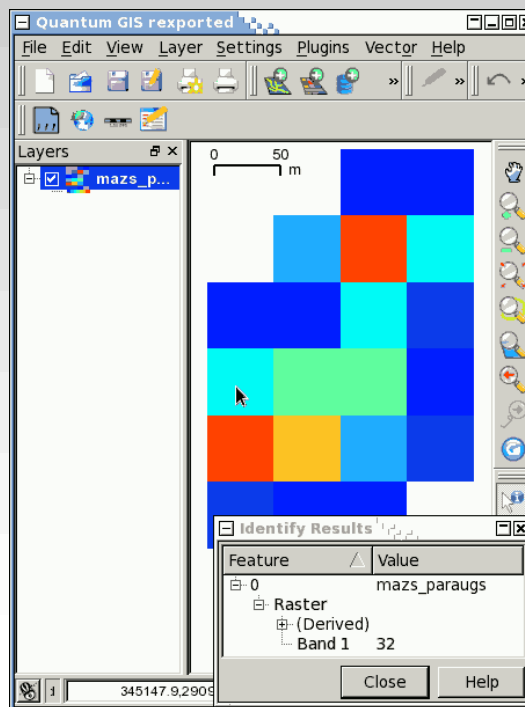 Quantum GIS rexported
File Edit View Layer Settings Plugins Vector Help
» » »
Layers
mazs_p...
0 50
m
Identify Results
Feature Value
0 mazs_paraugs
Raster
(Derived)
Band 1 32
Close Help
345147.9,2909